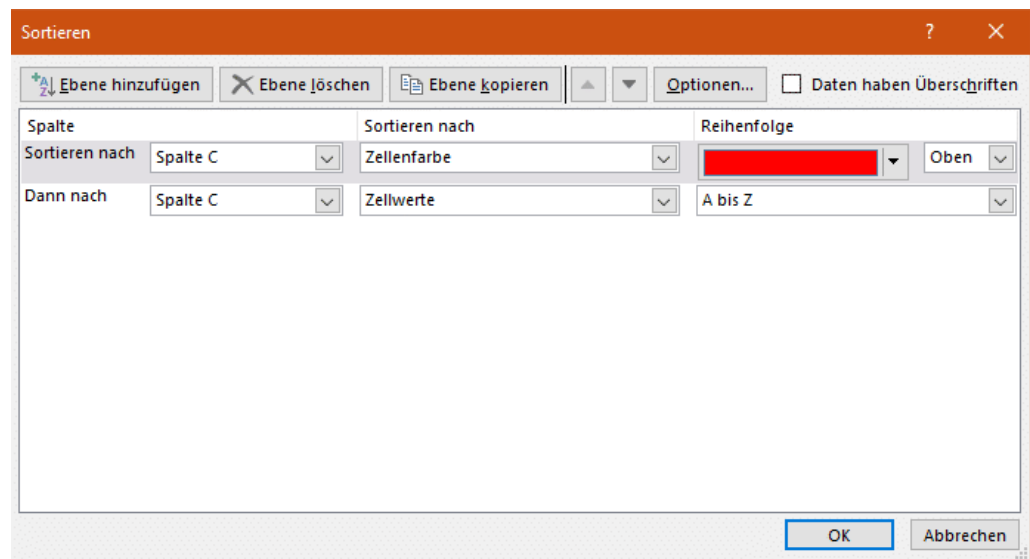 Sortieren ?
Ebene hinzufügen Ebene löschen Ebene kopieren Optionen... Daten haben Überschriften
Spalte Sortieren nach Reihenfolge
Sortieren nach Spalte C Zellenfarbe Oben
Dann nach Spalte C Zellwerte A bis Z
OK Abbrechen